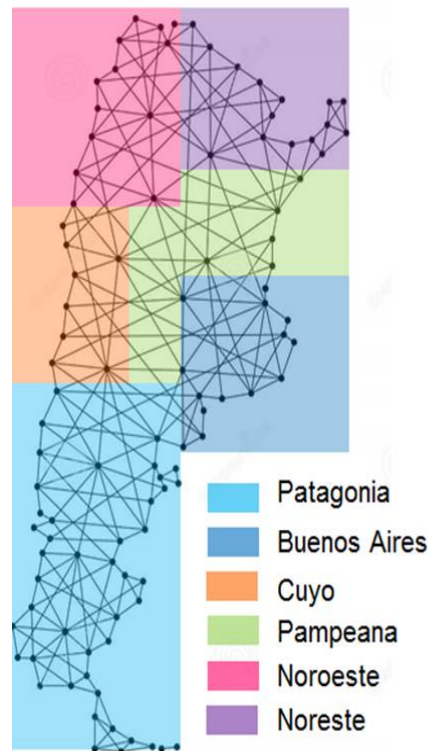 Patagonia
Buenos Aires
Cuyo
Pampeana
Noroeste
Noreste